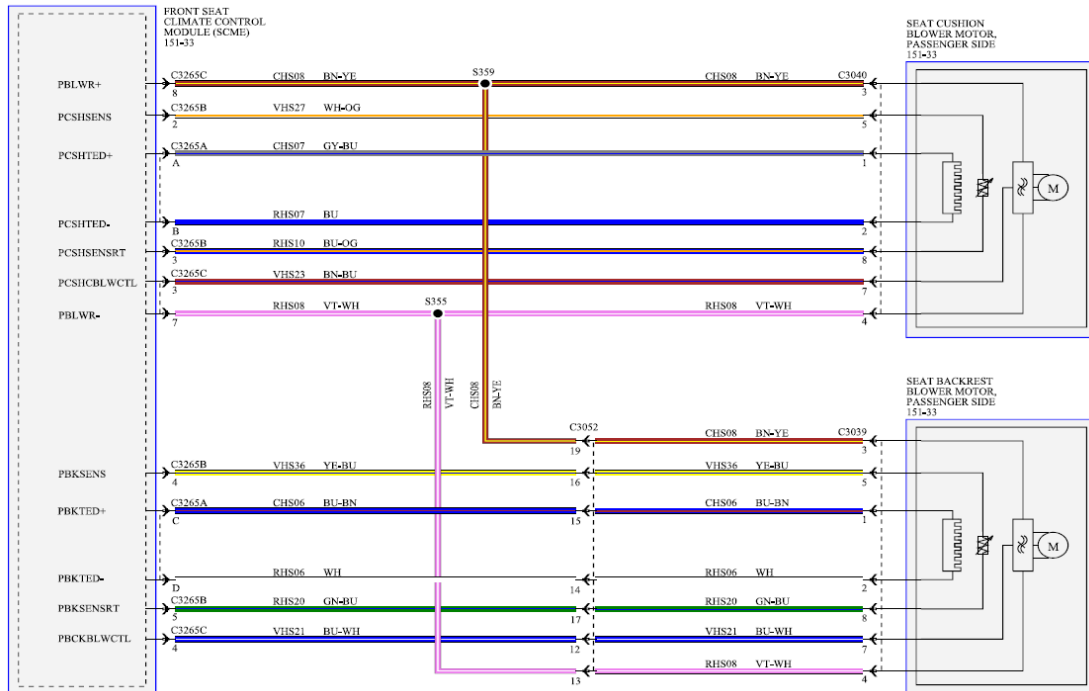 FRONT SEAT
CLIMATE CONTROL
MODULE (SCME)
151-33
SEAT CUSHION
BLOWER MOTOR,
PASSENGER SIDE
151-33
PBLWR+ C3265C 8 CHS08 BN-YE S359 CHS08 BN-YE C3040 3
PCSHSENS C3265B 2 VHS27 WH-OG 5
PCSHTED+ C3265A A CHS07 GY-BU 1
M
PCSHTED- B RHS07 BU 2
PCSHSENSRT C3265B 3 RHS10 BU-OG 8
PCSHCBLWCTL C3265C 3 VHS23 BN-BU 7
PBLWR- 7 RHS08 VT-WH S355 RHS08 VT-WH 4
RHS08 VT-WH
CHS08 BN-YE
SEAT BACKREST
BLOWER MOTOR,
PASSENGER SIDE
151-33
C3052 19 CHS08 BN-YE C3039 3
PBKSENS C3265B 4 VHS36 YE-BU 16 VHS36 YE-BU 5
PBKTED+ C3265A C CHS06 BU-BN 15 CHS06 BU-BN 1
M
PBKTED- D RHS06 WH 14 RHS06 WH 2
PBKSENSRT C3265B 5 RHS20 GN-BU 17 RHS20 GN-BU 8
PBCKBLWCTL C3265C 4 VHS21 BU-WH 12 VHS21 BU-WH 7
13 RHS08 VT-WH 4